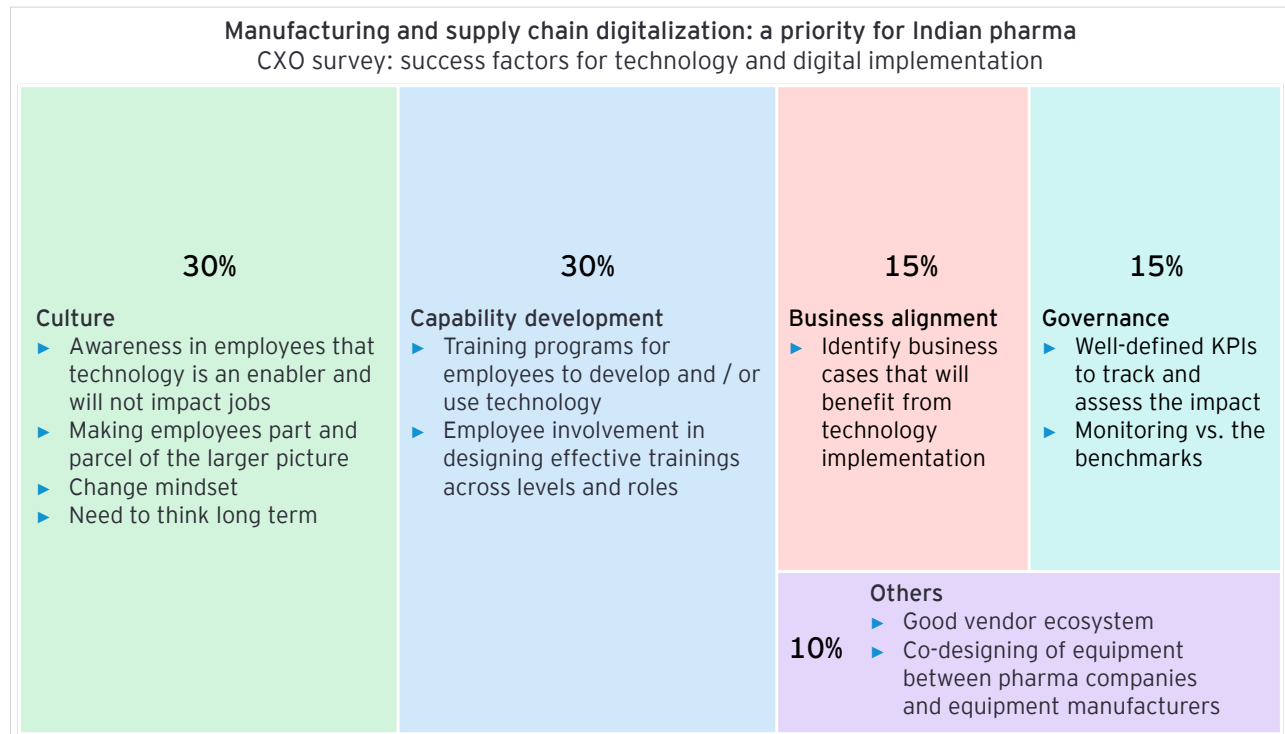 Manufacturing and supply chain digitalization: a priority for Indian pharma
CXO survey: success factors for technology and digital implementation
30%
Culture
► Awareness in employees that
technology is an enabler and
will not impact jobs
► Making employees part and
parcel of the larger picture
► Change mindset
► Need to think long term
30%
Capability development
► Training programs for
employees to develop and / or
use technology
► Employee involvement in
designing effective trainings
across levels and roles
15%
Business alignment
► Identify business
cases that will
benefit from
technology
implementation
15%
Governance
► Well-defined KPIs
to track and
assess the impact
► Monitoring vs. the
benchmarks
10%
Others
► Good vendor ecosystem
► Co-designing of equipment
between pharma companies
and equipment manufacturers